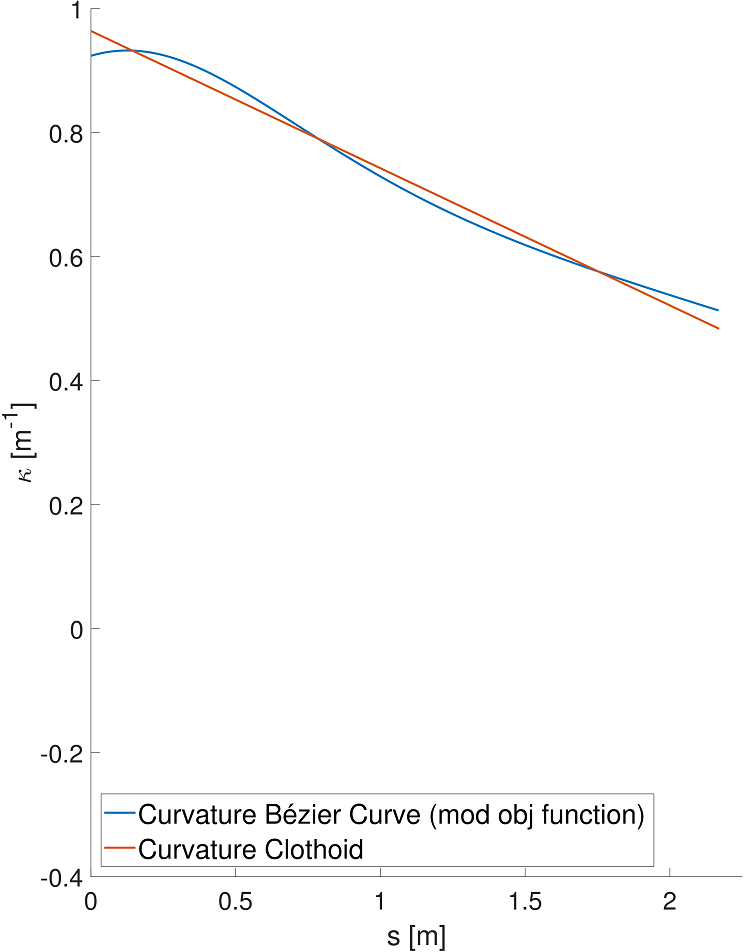 1
0.8
0.6
0.4
0.2
0
-0.2
-0.4
κ [m⁻¹]
Curvature Bézier Curve (mod obj function)
Curvature Clothoid
0 0.5 1 1.5 2
s [m]